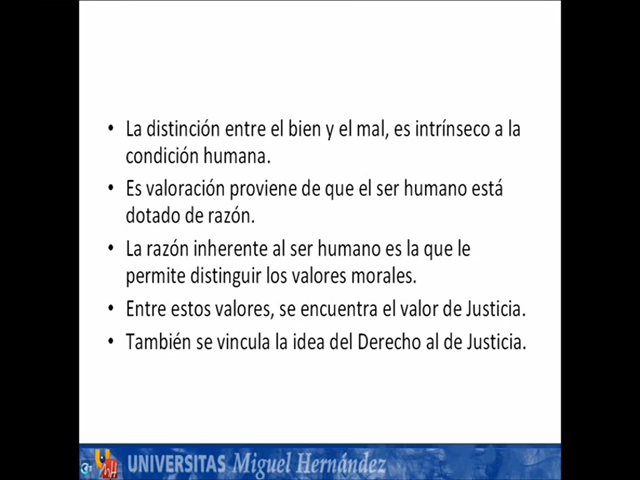 • La distinción entre el bien y el mal, es intrínseco a la
condición humana.
• Es valoración proviene de que el ser humano está
dotado de razón.
• La razón inherente al ser humano es la que le
permite distinguir los valores morales.
• Entre estos valores, se encuentra el valor de Justicia.
• También se vincula la idea del Derecho al de Justicia.
UNIVERSITAS Miguel Hernández